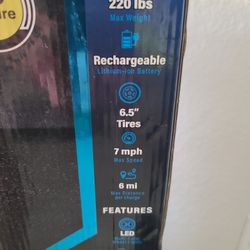 220 lbs
Max Weight
Rechargeable
Lithium-ion Battery
6.5"
Tires
7 mph
Max Speed
6 mi
Max Distance
per charge
FEATURES
LED